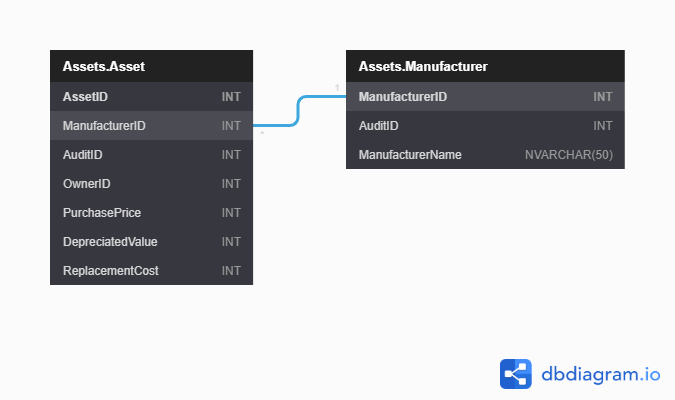 Assets.Asset
AssetID INT
ManufacturerID INT
AuditID INT
OwnerID INT
PurchasePrice INT
DepreciatedValue INT
ReplacementCost INT
* 1
Assets.Manufacturer
ManufacturerID INT
AuditID INT
ManufacturerName NVARCHAR(50)
dbdiagram.io